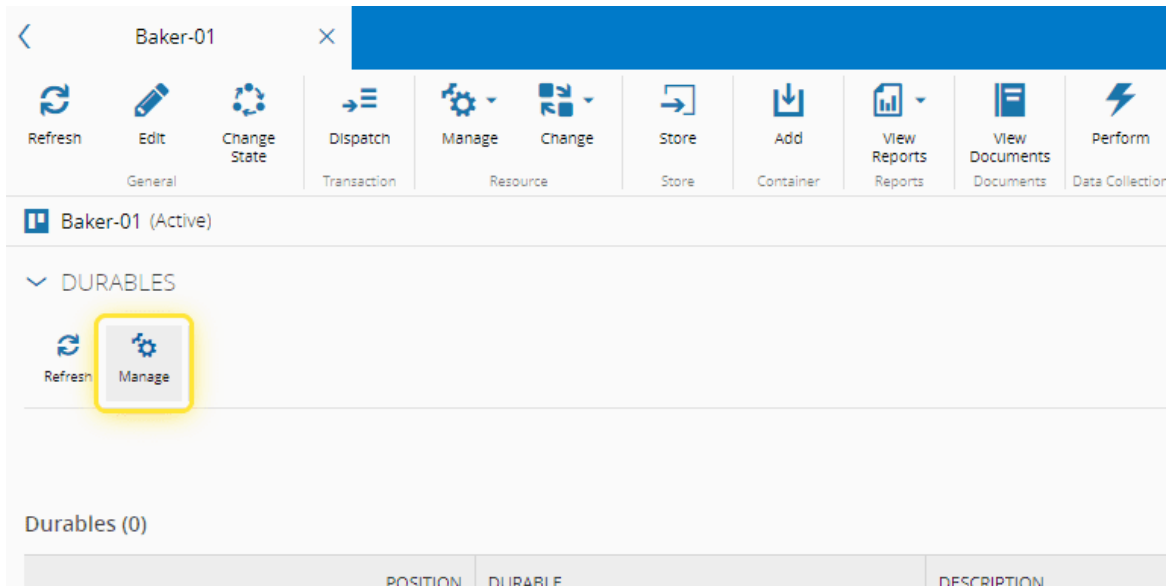 Baker-01
Refresh Edit Change State Dispatch Manage Change Store Add View Reports View Documents Perform
General Transaction Resource Store Container Reports Documents Data Collection
Baker-01 (Active)
DURABLES
Refresh Manage
Durables (0)
POSITION DURABLE DESCRIPTION